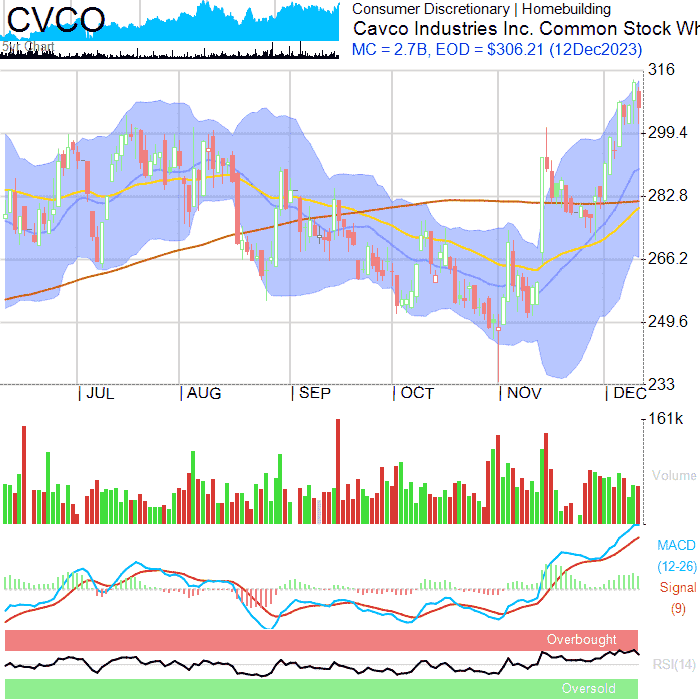 CVCO
5yr Chart
Consumer Discretionary | Homebuilding
Cavco Industries Inc. Common Stock Wh
MC = 2.7B, EOD = $306.21 (12Dec2023)
316
299.4
282.8
266.2
249.6
233
JUL
AUG
SEP
OCT
NOV
DEC
161k
Volume
MACD
(12-26)
Signal
(9)
Overbought
RSI(14)
Oversold